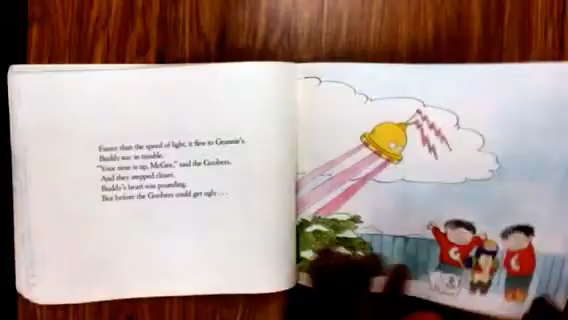 Faster than the speed of light, it flew to Grannie's.
Buddy was in trouble.
"Your time is up, McGee," said the Goobers.
And they stepped closer.
Buddy's heart was pounding.
But before the Goobers could get ugly . . .
G